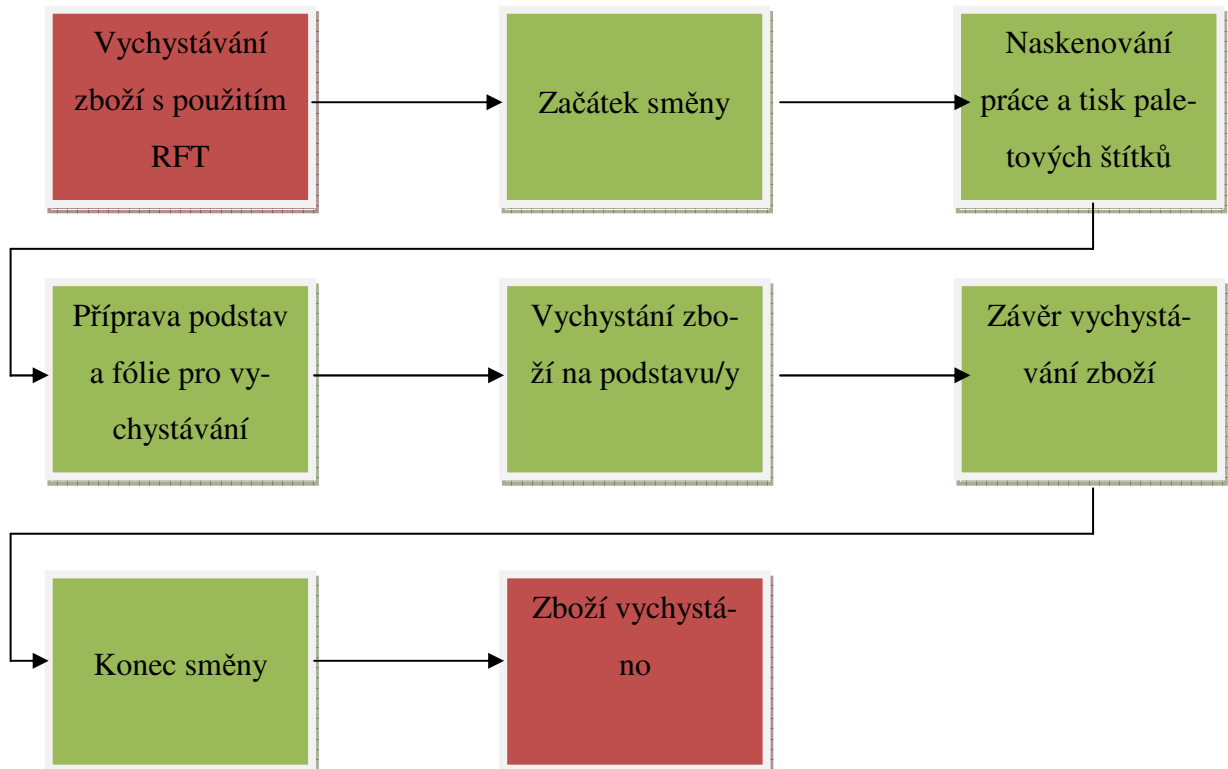 Vychystávání
zboží s použitím
RFT
Začátek směny
Naskenování
práce a tisk pale-
tových štítků
Příprava podstav
a fólie pro vy-
chystávání
Vychystání zbo-
ží na podstavu/y
Závěr vychystá-
vání zboží
Konec směny
Zboží vychystá-
no